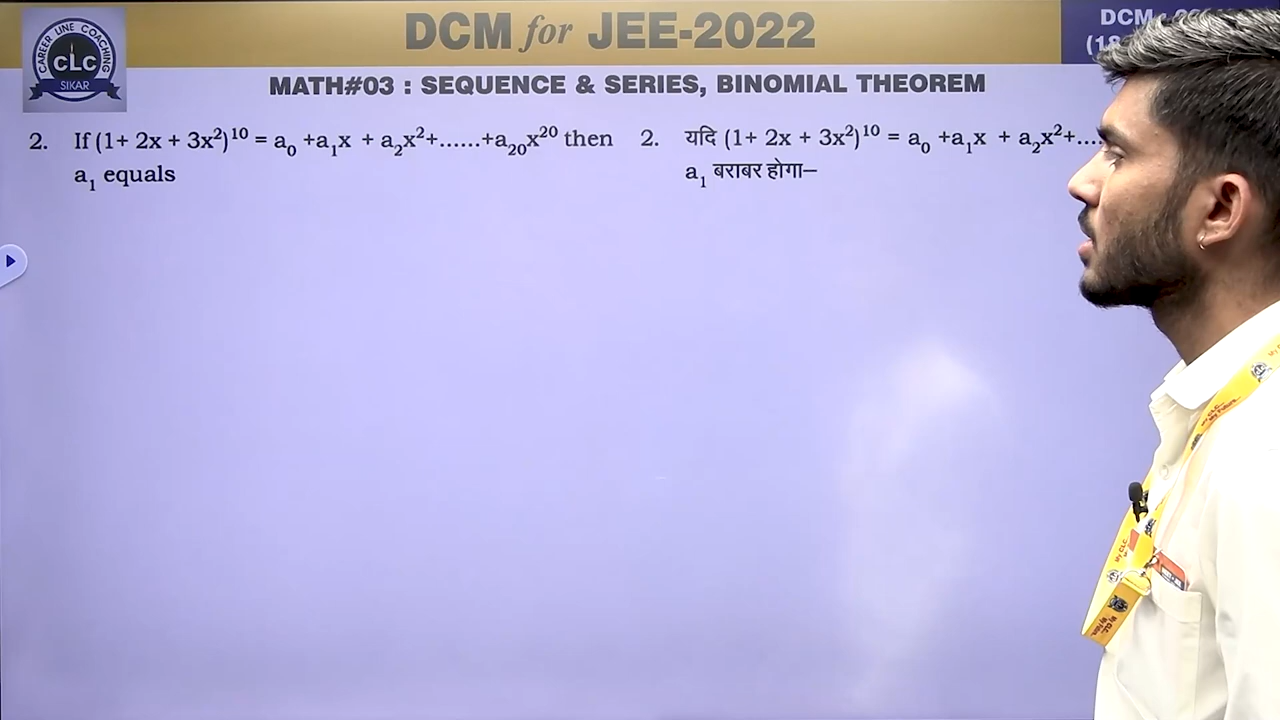 DCM for JEE-2022
DCM
CAREER LINE COACHING
CLC
SIKAR
MATH#03 : SEQUENCE & SERIES, BINOMIAL THEOREM
2. If (1+ 2x + 3x²)¹⁰ = a₀ +a₁x + a₂x²+......+a₂₀x²⁰ then
a₁ equals
2. यदि (1+ 2x + 3x²)¹⁰ = a₀ +a₁x + a₂x²+....
a₁ बराबर होगा–